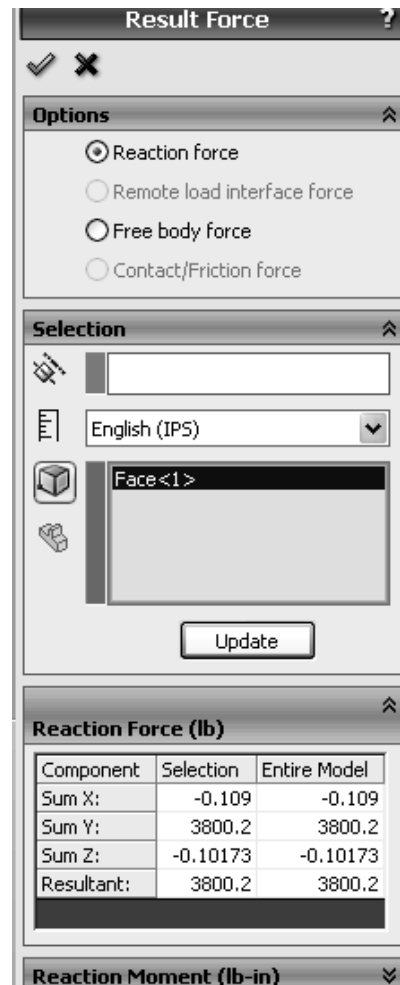 Result Force ?
Options
Reaction force
Remote load interface force
Free body force
Contact/Friction force
Selection
English (IPS)
Face<1>
Update
Reaction Force (lb)
Component Selection Entire Model
Sum X: -0.109 -0.109
Sum Y: 3800.2 3800.2
Sum Z: -0.10173 -0.10173
Resultant: 3800.2 3800.2
Reaction Moment (lb-in)